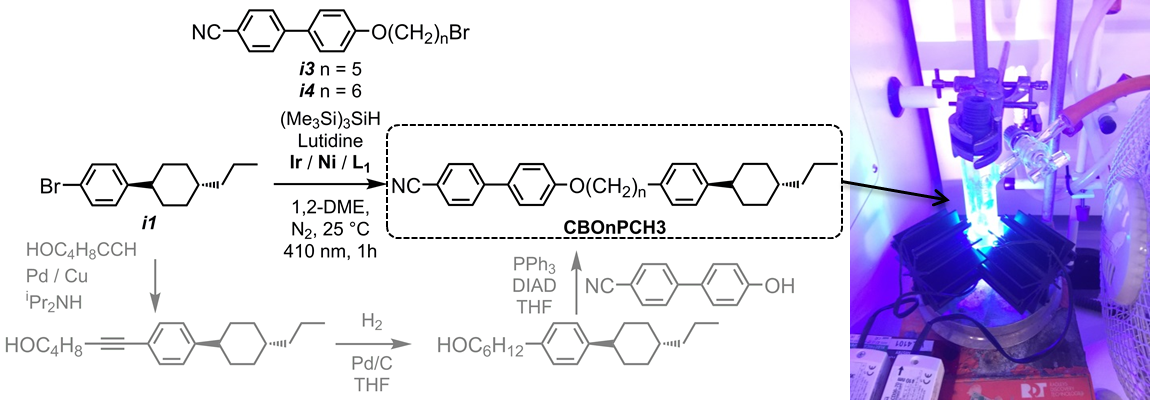 NC
O(CH₂)ₙBr
i3 n = 5
i4 n = 6
(Me₃Si)₃SiH
Lutidine
Ir / Ni / L₁
Br
i1
1,2-DME,
N₂, 25 °C
410 nm, 1h
NC
O(CH₂)ₙ
CBOnPCH3
HOC₄H₈CCH
Pd / Cu
ⁱPr₂NH
PPh₃
DIAD
THF
NC
OH
HOC₄H₈
H₂
Pd/C
THF
HOC₆H₁₂
RDT